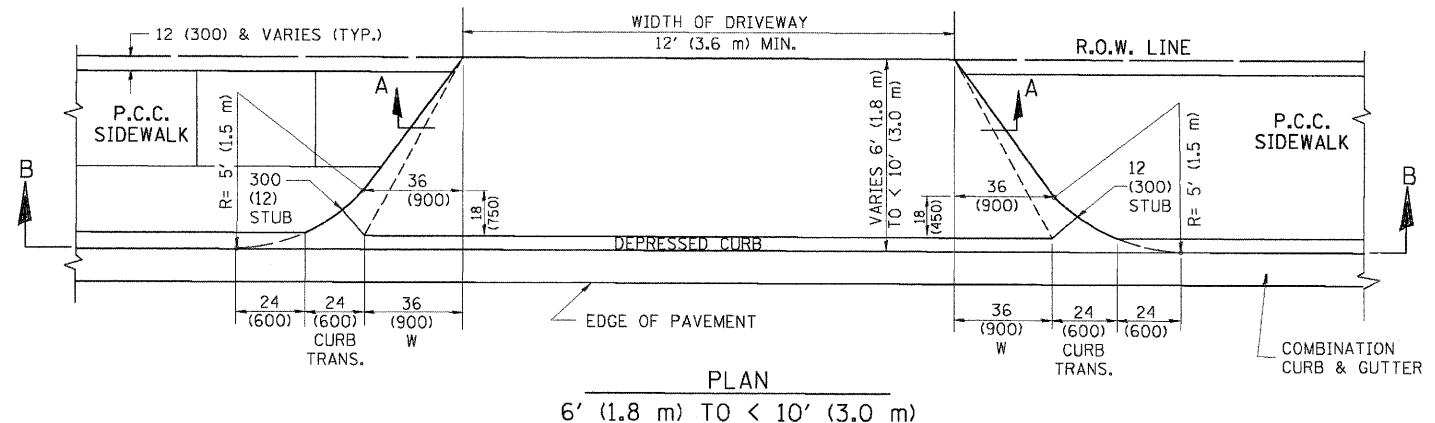 12 (300) & VARIES (TYP.)
WIDTH OF DRIVEWAY
12' (3.6 m) MIN.
R.O.W. LINE
A
A
P.C.C.
SIDEWALK
P.C.C.
SIDEWALK
R= 5' (1.5 m)
VARIES 6' (1.8 m)
TO < 10' (3.0 m)
R= 5' (1.5 m)
B
B
300
(12)
STUB
36
(900)
18
(750)
36
(900)
18
(450)
12
(300)
STUB
DEPRESSED CURB
24
(600)
24
(600)
CURB
TRANS.
36
(900)
W
EDGE OF PAVEMENT
36
(900)
W
24
(600)
CURB
TRANS.
24
(600)
COMBINATION
CURB & GUTTER
PLAN
6' (1.8 m) TO < 10' (3.0 m)